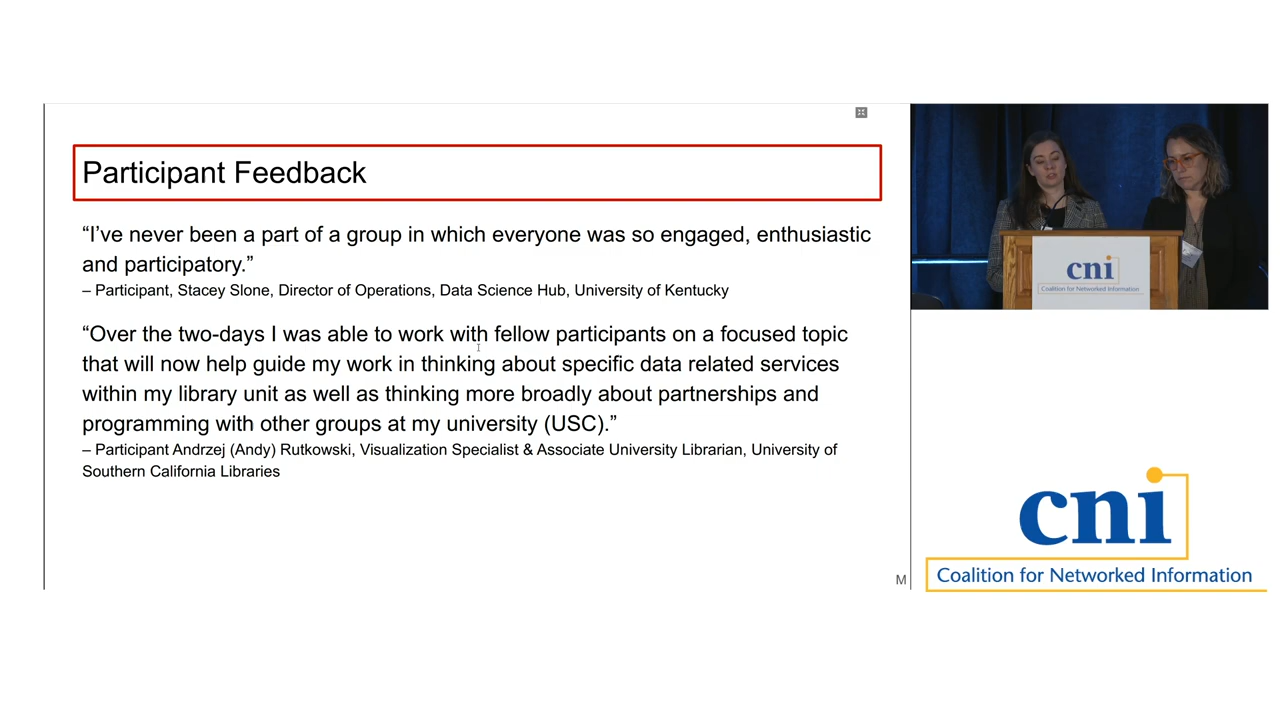 Participant Feedback
“I’ve never been a part of a group in which everyone was so engaged, enthusiastic
and participatory.”
– Participant, Stacey Slone, Director of Operations, Data Science Hub, University of Kentucky
“Over the two-days I was able to work with fellow participants on a focused topic
that will now help guide my work in thinking about specific data related services
within my library unit as well as thinking more broadly about partnerships and
programming with other groups at my university (USC).”
– Participant Andrzej (Andy) Rutkowski, Visualization Specialist & Associate University Librarian, University of
Southern California Libraries
M
cni
Coalition for Networked Information
cni
Coalition for Networked Information